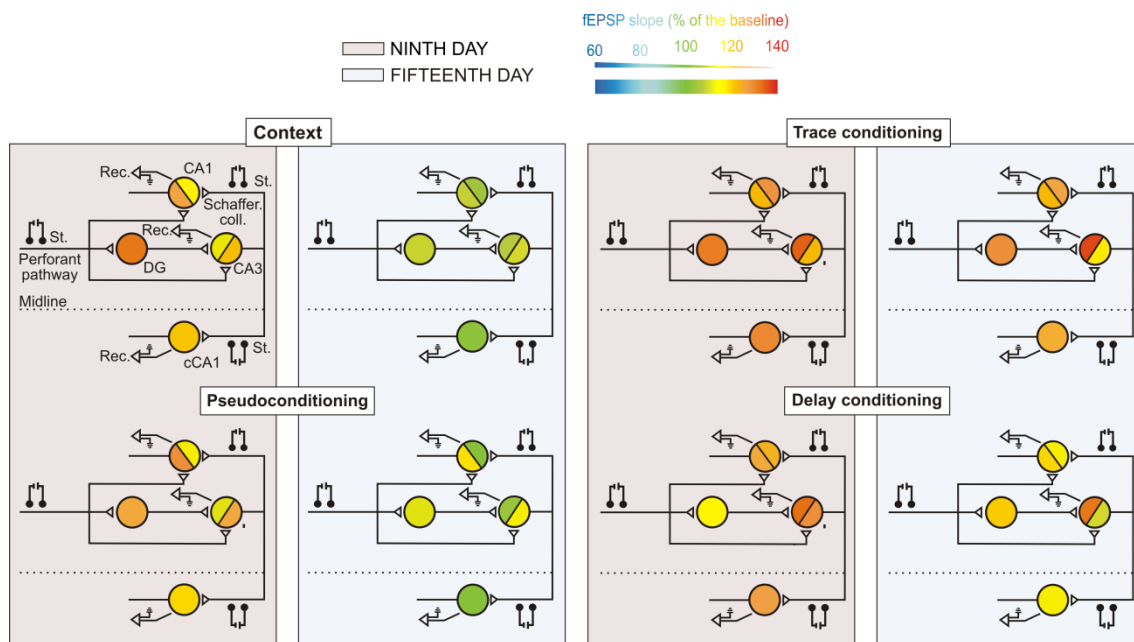 fEPSP slope (% of the baseline)
60 80 100 120 140
NINTH DAY
FIFTEENTH DAY
Context
Trace conditioning
Rec.
CA1
St.
Schaffer.
coll.
Rec.
St.
Perforant
pathway
DG
CA3
Midline
Rec.
cCA1
St.
Pseudoconditioning
Delay conditioning